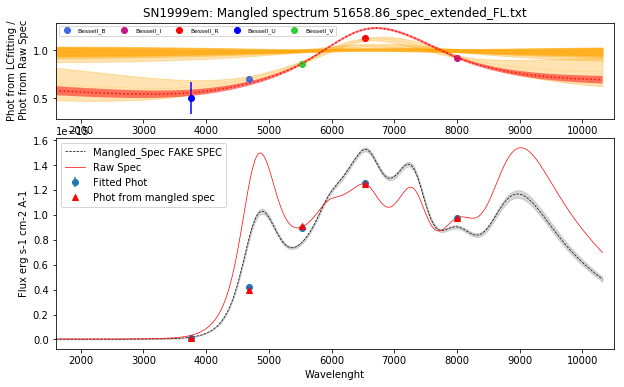 SN1999em: Mangled spectrum 51658.86_spec_extended_FL.txt
Phot from LCfitting /
Phot from Raw Spec
1.0
0.5
Bessell_B
Bessell_I
Bessell_R
Bessell_U
Bessell_V
2000 3000 4000 5000 6000 7000 8000 9000 10000
Flux erg s-1 cm-2 A-1
1.6
1.4
1.2
1.0
0.8
0.6
0.4
0.2
0.0
Mangled_Spec FAKE SPEC
Raw Spec
Fitted Phot
Phot from mangled spec
2000 3000 4000 5000 6000 7000 8000 9000 10000
Wavelenght